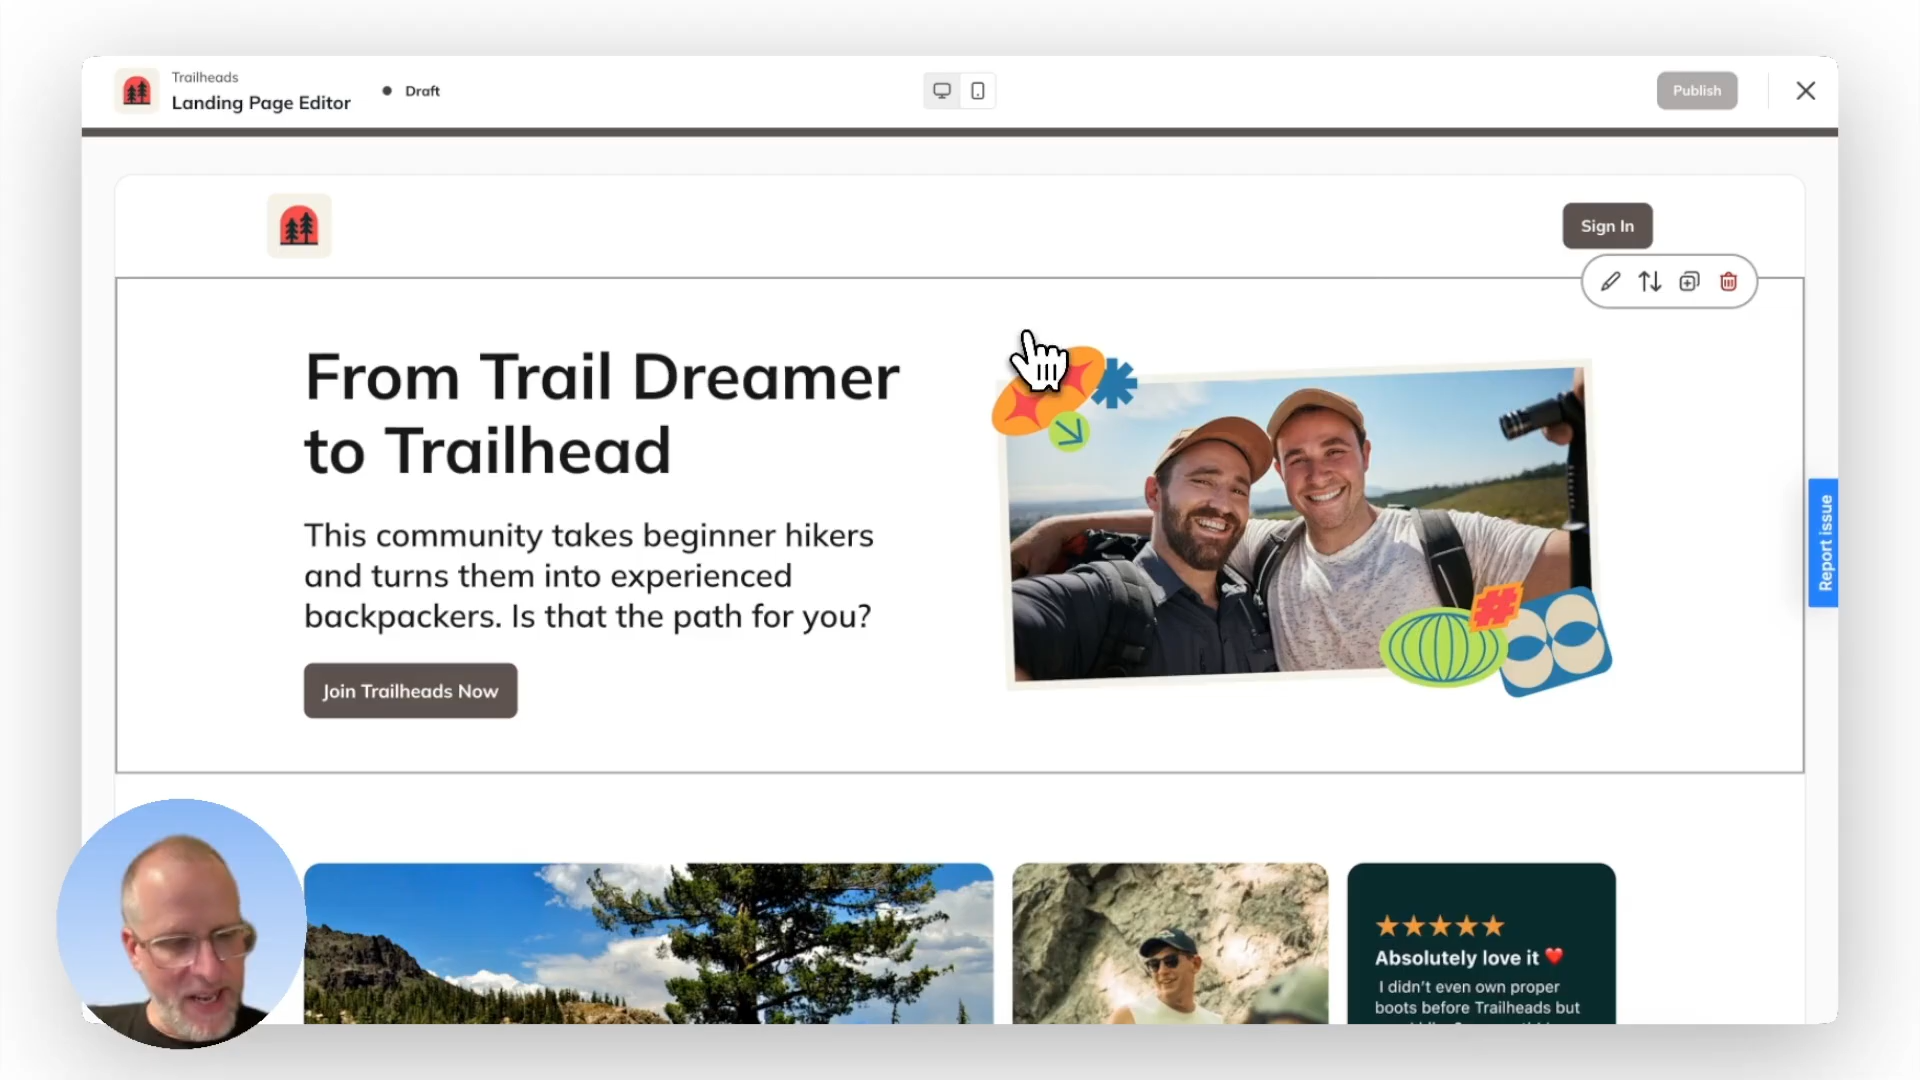 Trailheads
Landing Page Editor
Draft
Publish
Sign In
From Trail Dreamer
to Trailhead
This community takes beginner hikers
and turns them into experienced
backpackers. Is that the path for you?
Join Trailheads Now
Report issue
Absolutely love it ❤️
I didn't even own proper
boots before Trailheads but